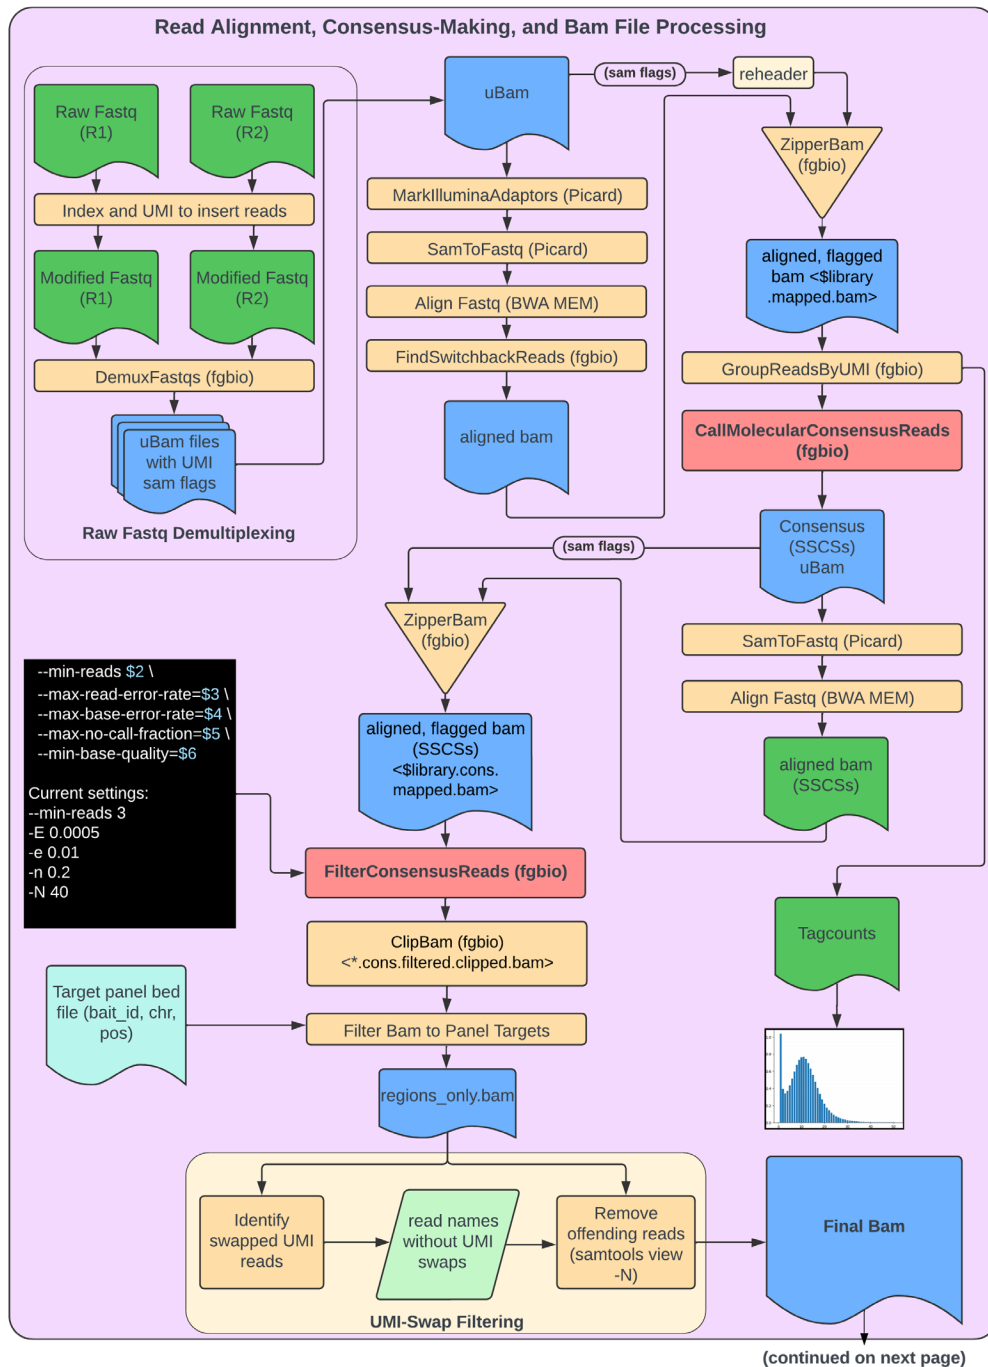 Read Alignment, Consensus-Making, and Bam File Processing
Raw Fastq
(R1)
Raw Fastq
(R2)
Index and UMI to insert reads
Modified Fastq
(R1)
Modified Fastq
(R2)
DemuxFastqs (fgbio)
uBam files
with UMI
sam flags
Raw Fastq Demultiplexing
uBam
(sam flags)
reheader
MarkIlluminaAdaptors (Picard)
SamToFastq (Picard)
Align Fastq (BWA MEM)
FindSwitchbackReads (fgbio)
aligned bam
ZipperBam
(fgbio)
aligned, flagged
bam <$library
.mapped.bam>
GroupReadsByUMI (fgbio)
CallMolecularConsensusReads
(fgbio)
Consensus
(SSCSs)
uBam
(sam flags)
SamToFastq (Picard)
Align Fastq (BWA MEM)
aligned bam
(SSCSs)
ZipperBam
(fgbio)
aligned, flagged bam
(SSCSs)
<$library.cons.
mapped.bam>
--min-reads $2 \
--max-read-error-rate=$3 \
--max-base-error-rate=$4 \
--max-no-call-fraction=$5 \
--min-base-quality=$6
Current settings:
--min-reads 3
-E 0.0005
-e 0.01
-n 0.2
-N 40
FilterConsensusReads (fgbio)
ClipBam (fgbio)
<*.cons.filtered.clipped.bam>
Target panel bed
file (bait_id, chr,
pos)
Filter Bam to Panel Targets
regions_only.bam
Tagcounts
Identify
swapped UMI
reads
read names
without UMI
swaps
Remove
offending reads
(samtools view
-N)
UMI-Swap Filtering
Final Bam
(continued on next page)